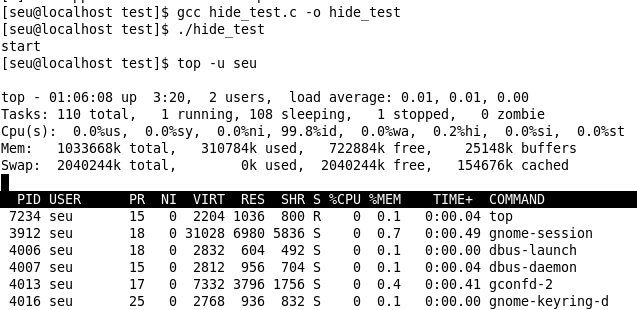 [seu@localhost test]$ gcc hide_test.c -o hide_test
[seu@localhost test]$ ./hide_test
start
[seu@localhost test]$ top -u seu
top - 01:06:08 up  3:20,  2 users,  load average: 0.01, 0.01, 0.00
Tasks: 110 total,   1 running, 108 sleeping,   1 stopped,   0 zombie
Cpu(s):  0.0%us,  0.0%sy,  0.0%ni, 99.8%id,  0.0%wa,  0.2%hi,  0.0%si,  0.0%st
Mem:   1033668k total,   310784k used,   722884k free,    25148k buffers
Swap:  2040244k total,        0k used,  2040244k free,   154676k cached
PID USER      PR  NI  VIRT  RES  SHR S %CPU %MEM    TIME+  COMMAND
7234 seu       15   0  2204 1036  800 R    0  0.1   0:00.04 top
3912 seu       18   0 31028 6980 5836 S    0  0.7   0:00.49 gnome-session
4006 seu       18   0  2832  604  492 S    0  0.1   0:00.00 dbus-launch
4007 seu       15   0  2812  956  704 S    0  0.1   0:00.04 dbus-daemon
4013 seu       17   0  7332 3796 1756 S    0  0.4   0:00.41 gconfd-2
4016 seu       25   0  2768  936  832 S    0  0.1   0:00.00 gnome-keyring-d